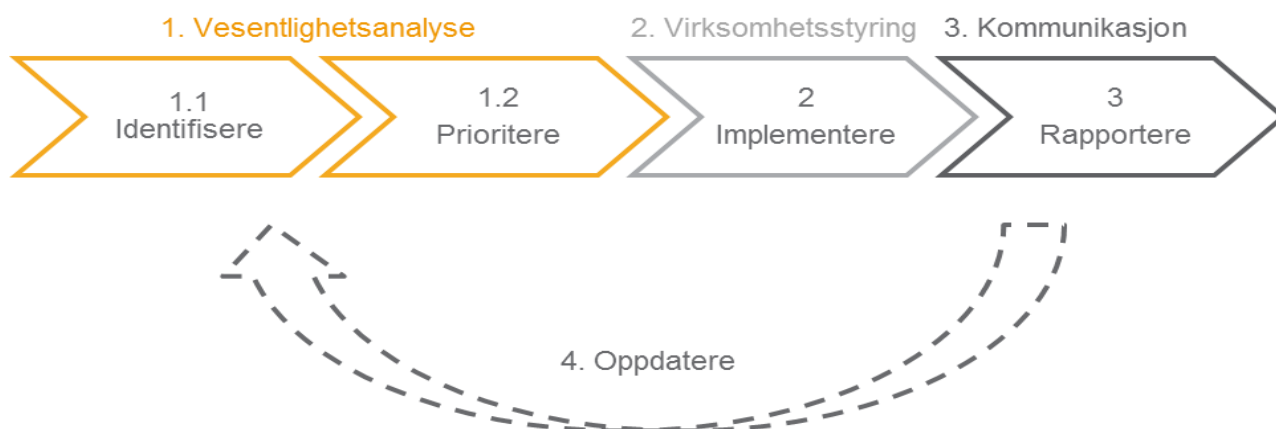 1. Vesentlighetsanalyse
2. Virksomhetsstyring
3. Kommunikasjon
1.1
Identifisere
1.2
Prioritere
2
Implementere
3
Rapportere
4. Oppdatere